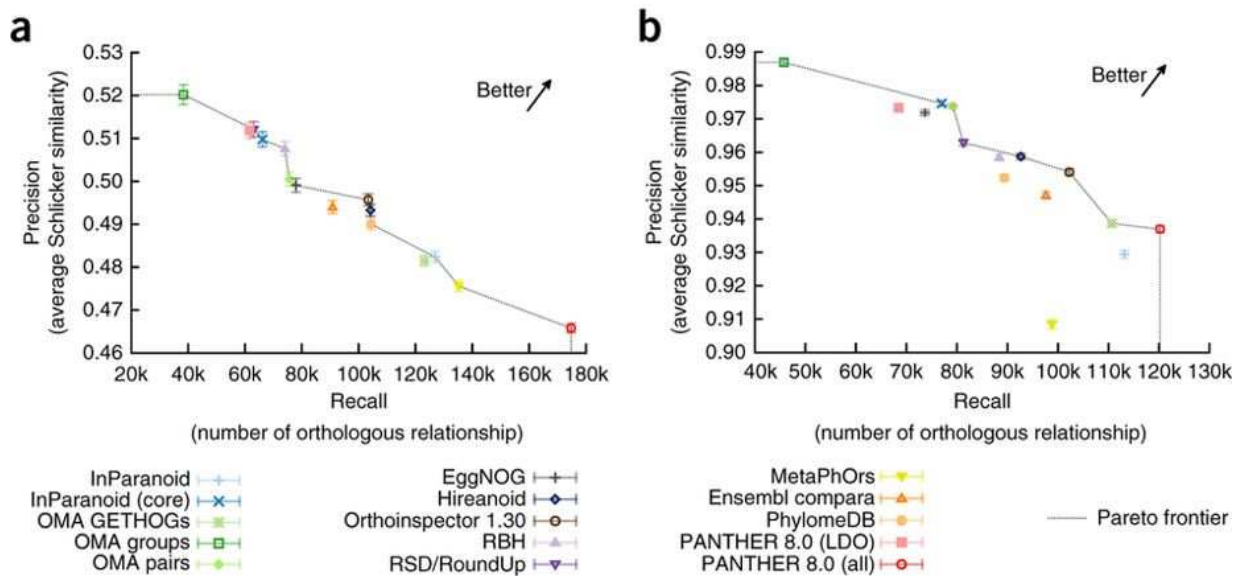 a
b
0.53
0.52
0.51
0.50
0.49
0.48
0.47
0.46
Precision
(average Schlicker similarity)
Better
20k 40k 60k 80k 100k 120k 140k 160k 180k
Recall
(number of orthologous relationship)
0.99
0.98
0.97
0.96
0.95
0.94
0.93
0.91
0.90
Precision
(average Schlicker similarity)
Better
40k 50k 60k 70k 80k 90k 100k 110k 120k 130k
Recall
(number of orthologous relationship)
InParanoid
InParanoid (core)
OMA GETHOGs
OMA groups
OMA pairs
EggNOG
Hireanoid
Orthoinspector 1.30
RBH
RSD/RoundUp
MetaPhOrs
Ensembl compara
PhylomeDB
PANTHER 8.0 (LDO)
PANTHER 8.0 (all)
Pareto frontier